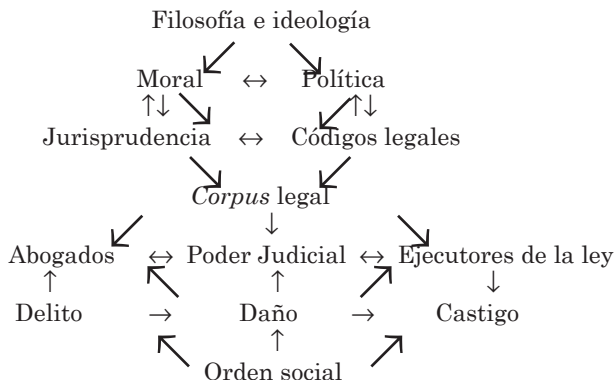 Filosofía e ideología
Moral ↔ Política
↑↓ ↑↓
Jurisprudencia ↔ Códigos legales
Corpus legal
↓
Abogados ↔ Poder Judicial ↔ Ejecutores de la ley
↑ ↑ ↓
Delito → Daño → Castigo
↑
Orden social